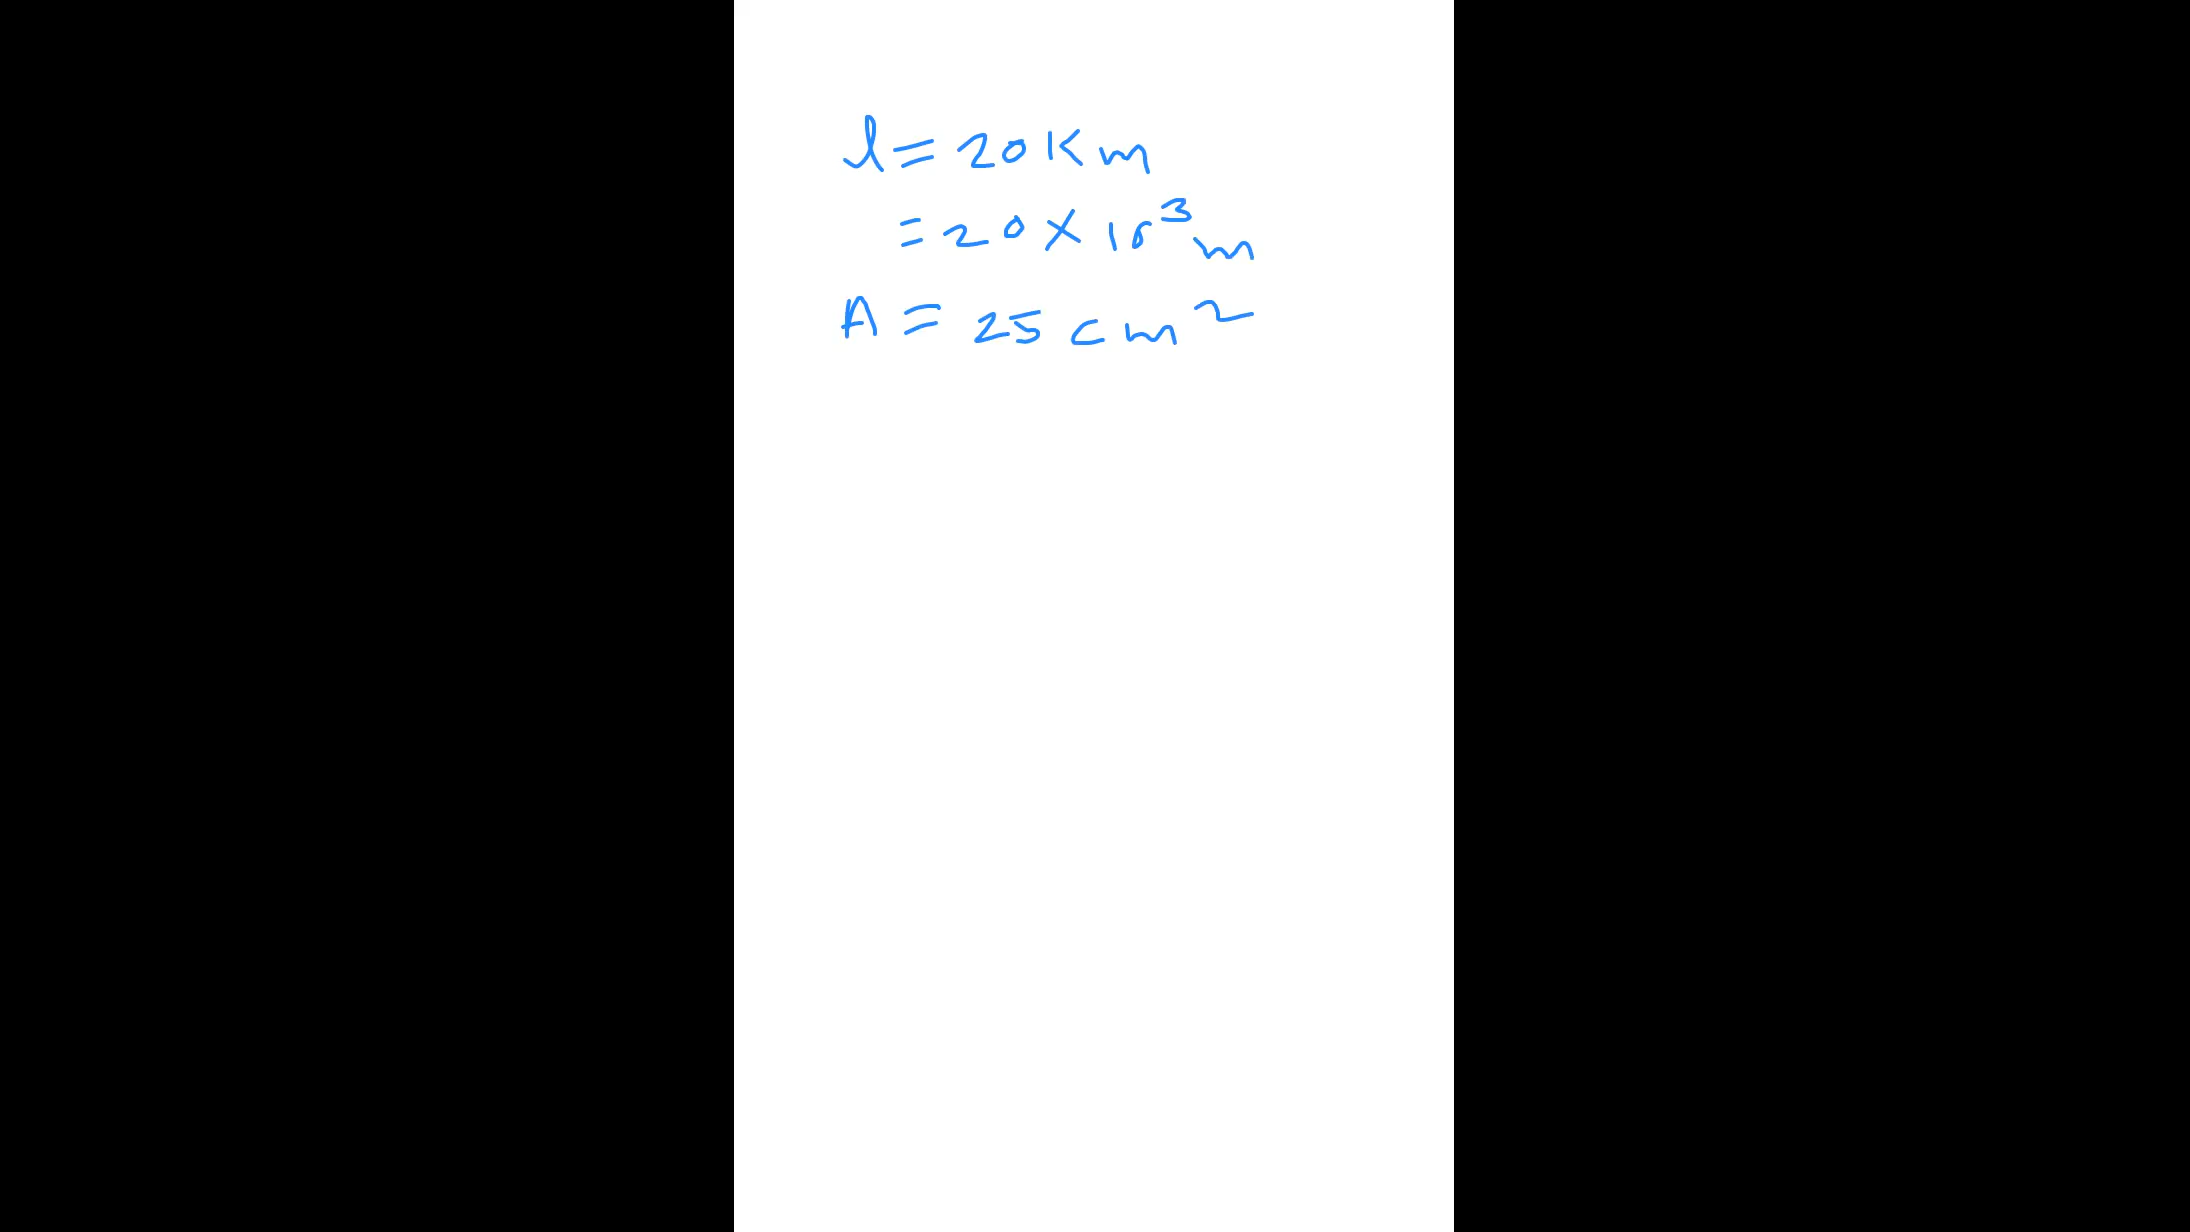 l = 20 Km
= 20 × 10³ m
A = 25 cm²